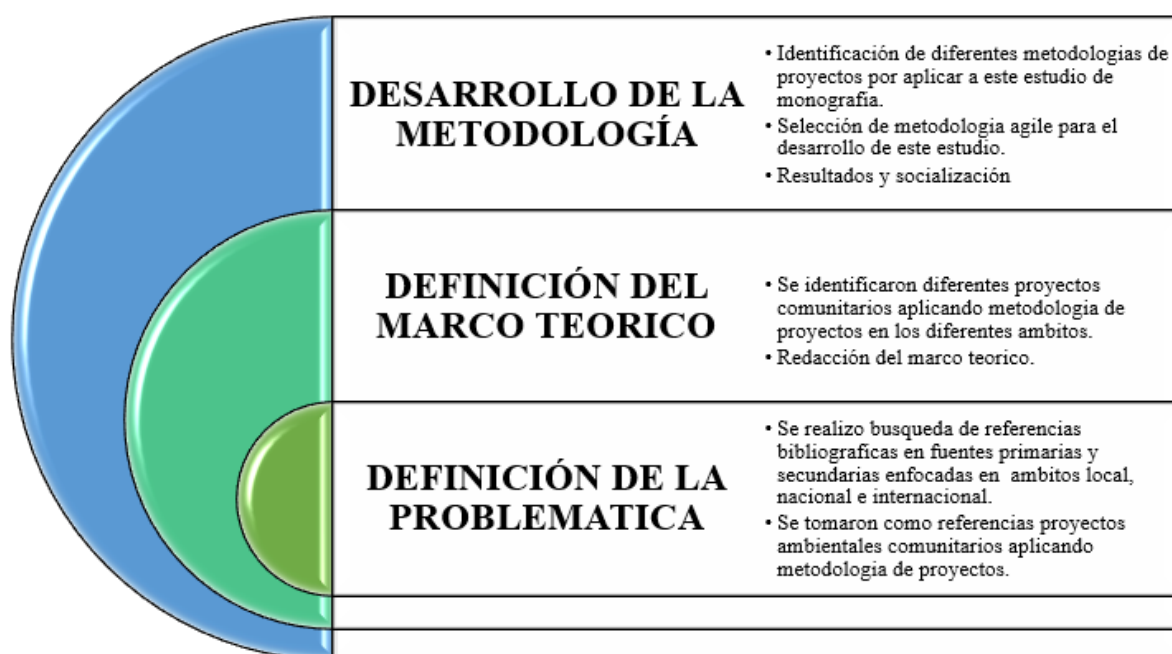 DESARROLLO DE LA
METODOLOGÍA
• Identificación de diferentes metodologias de
proyectos por aplicar a este estudio de
monografía.
• Selección de metodologia agile para el
desarrollo de este estudio.
• Resultados y socialización
DEFINICIÓN DEL
MARCO TEORICO
• Se identificaron diferentes proyectos
comunitarios aplicando metodologia de
proyectos en los diferentes ambitos.
• Redacción del marco teorico.
DEFINICIÓN DE LA
PROBLEMATICA
• Se realizo busqueda de referencias
bibliograficas en fuentes primarias y
secundarias enfocadas en ambitos local,
nacional e internacional.
• Se tomaron como referencias proyectos
ambientales comunitarios aplicando
metodologia de proyectos.